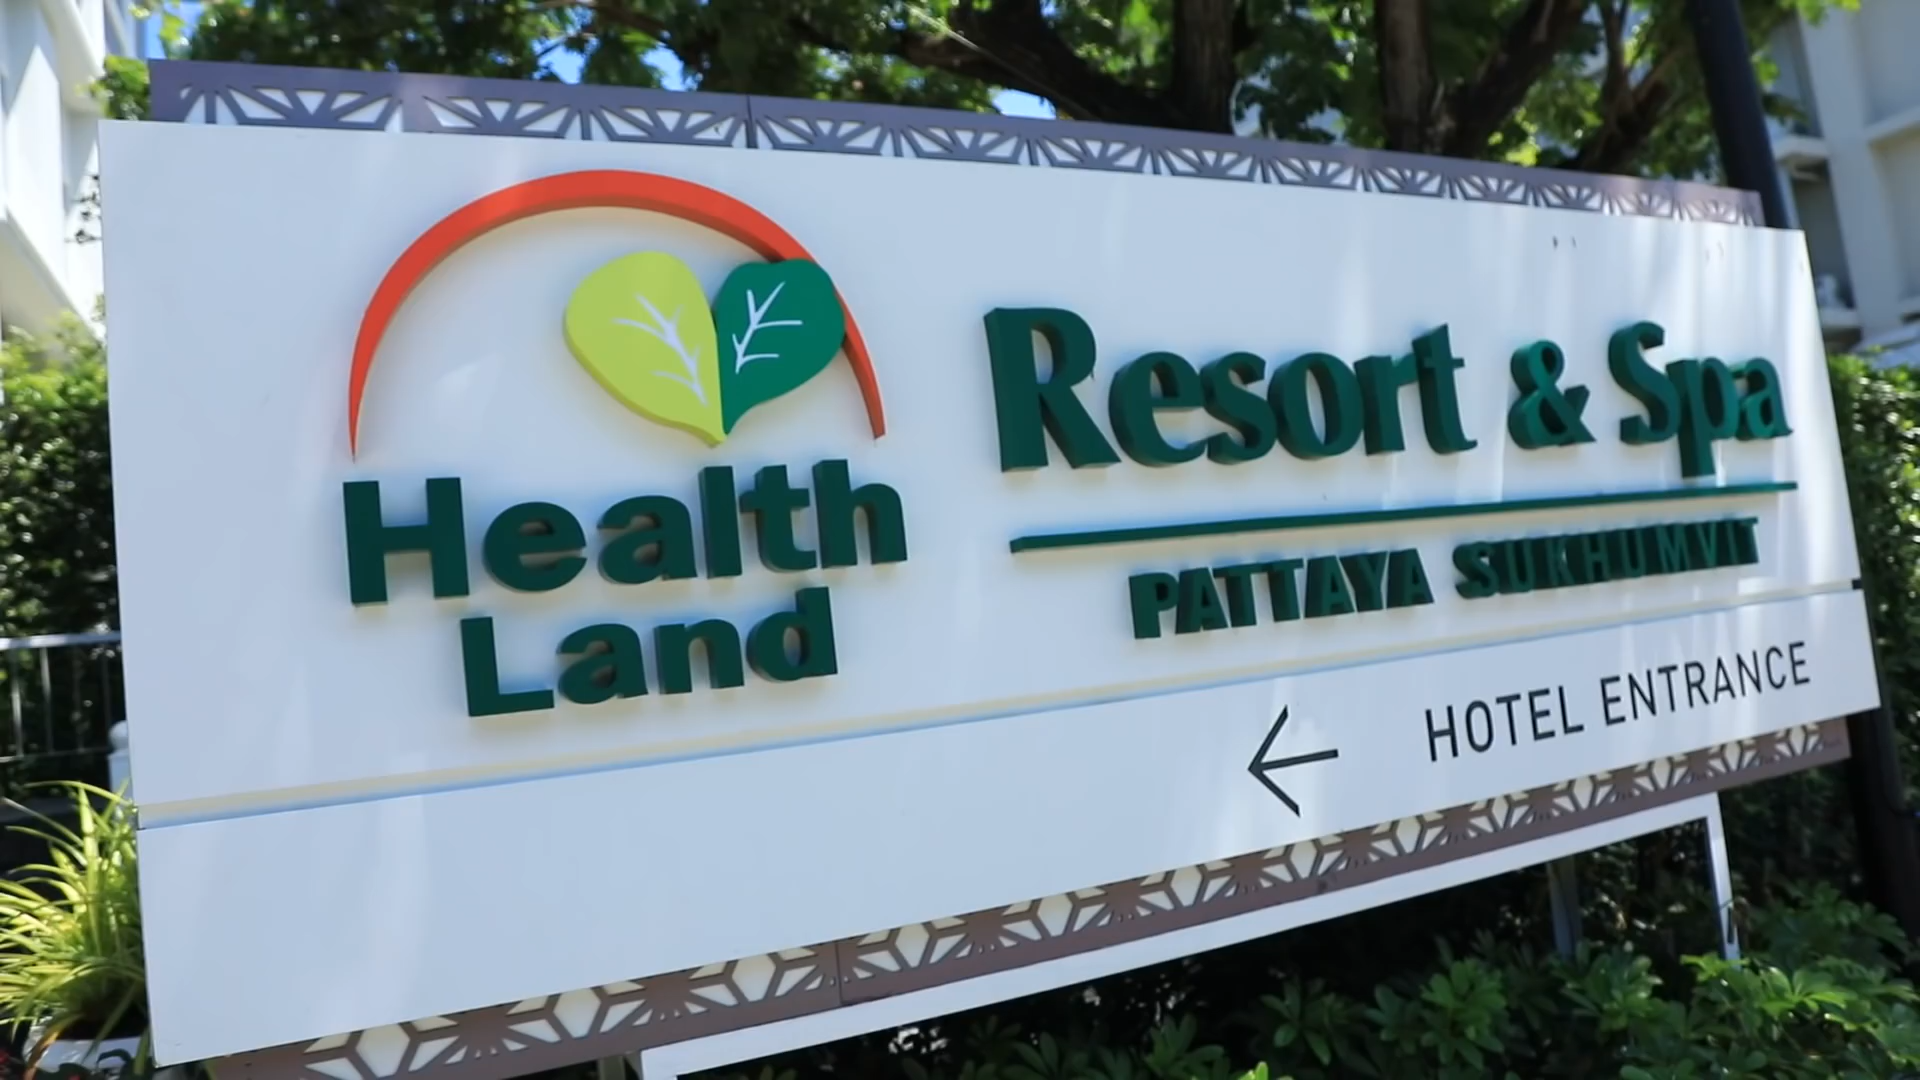 Health
Land
Resort & Spa
PATTAYA SUKHUMVIT
HOTEL ENTRANCE